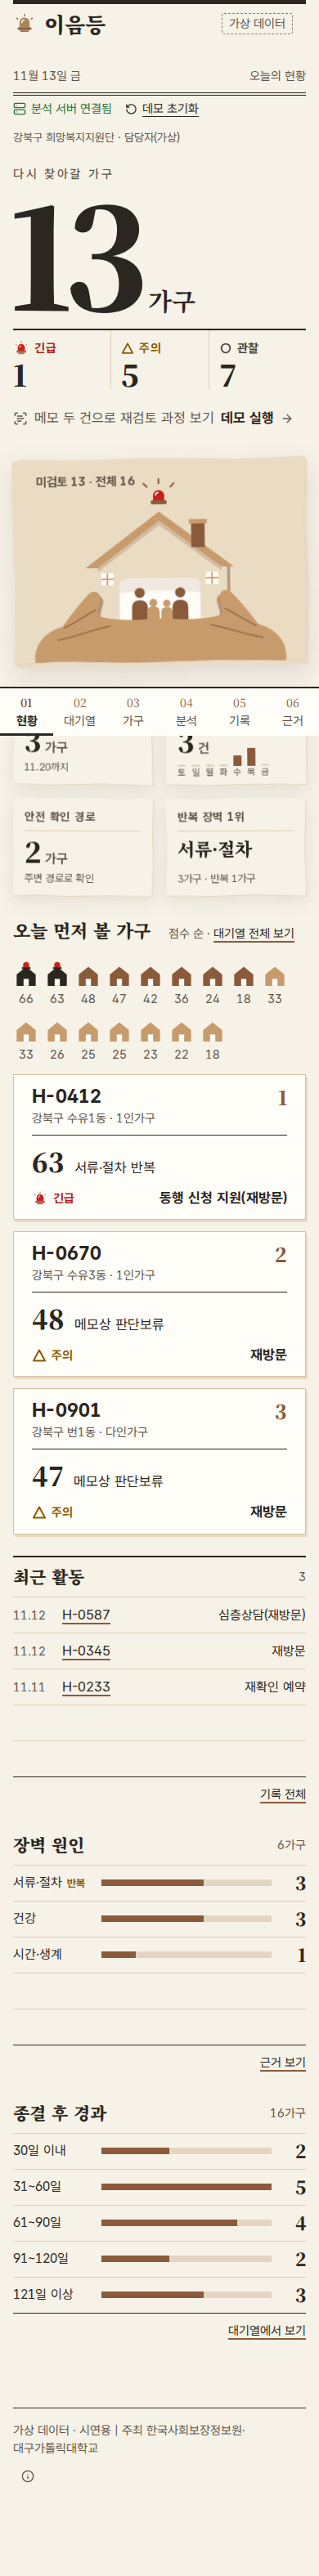 이음등
가상 데이터
11월 13일 금
오늘의 현황
분석 서버 연결됨
데모 초기화
강북구 희망복지지원단 · 담당자(가상)
다시 찾아갈 가구
13 가구
긴급
주의
관찰
1
5
7
메모 두 건으로 재검토 과정 보기 데모 실행 →
미검토 13 · 전체 16
01
02
03
04
05
06
현황
대기열
가구
분석
기록
근거
3 가구
11.20까지
3 건
토 일 월 화 수 목 금
안전 확인 경로
2 가구
주변 경로로 확인
반복 장벽 1위
서류·절차
3가구 · 반복 1가구
오늘 먼저 볼 가구
점수 순 · 대기열 전체 보기
66 63 48 47 42 36 24 18 33
33 26 25 25 23 22 18
H-0412
1
강북구 수유1동 · 1인가구
63 서류·절차 반복
긴급
동행 신청 지원(재방문)
H-0670
2
강북구 수유3동 · 1인가구
48 메모상 판단보류
주의
재방문
H-0901
3
강북구 번1동 · 다인가구
47 메모상 판단보류
주의
재방문
최근 활동
3
11.12 H-0587 심층상담(재방문)
11.12 H-0345 재방문
11.11 H-0233 재확인 예약
기록 전체
장벽 원인
6가구
서류·절차 반복 3
건강 3
시간·생계 1
근거 보기
종결 후 경과
16가구
30일 이내 2
31~60일 5
61~90일 4
91~120일 2
121일 이상 3
대기열에서 보기
가상 데이터 · 시연용 | 주최 한국사회보장정보원·
대구가톨릭대학교